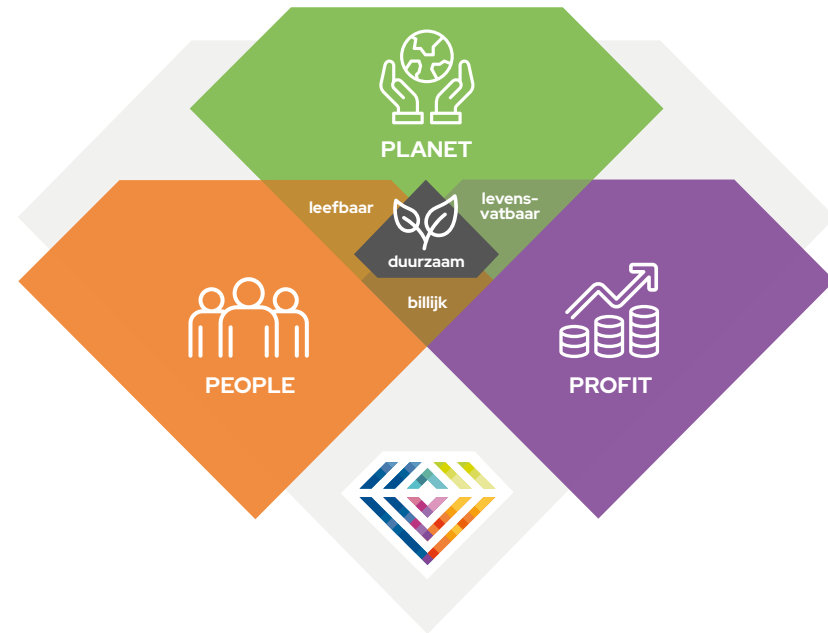 PLANET
leefbaar
levens-
vatbaar
duurzaam
billijk
PEOPLE
PROFIT